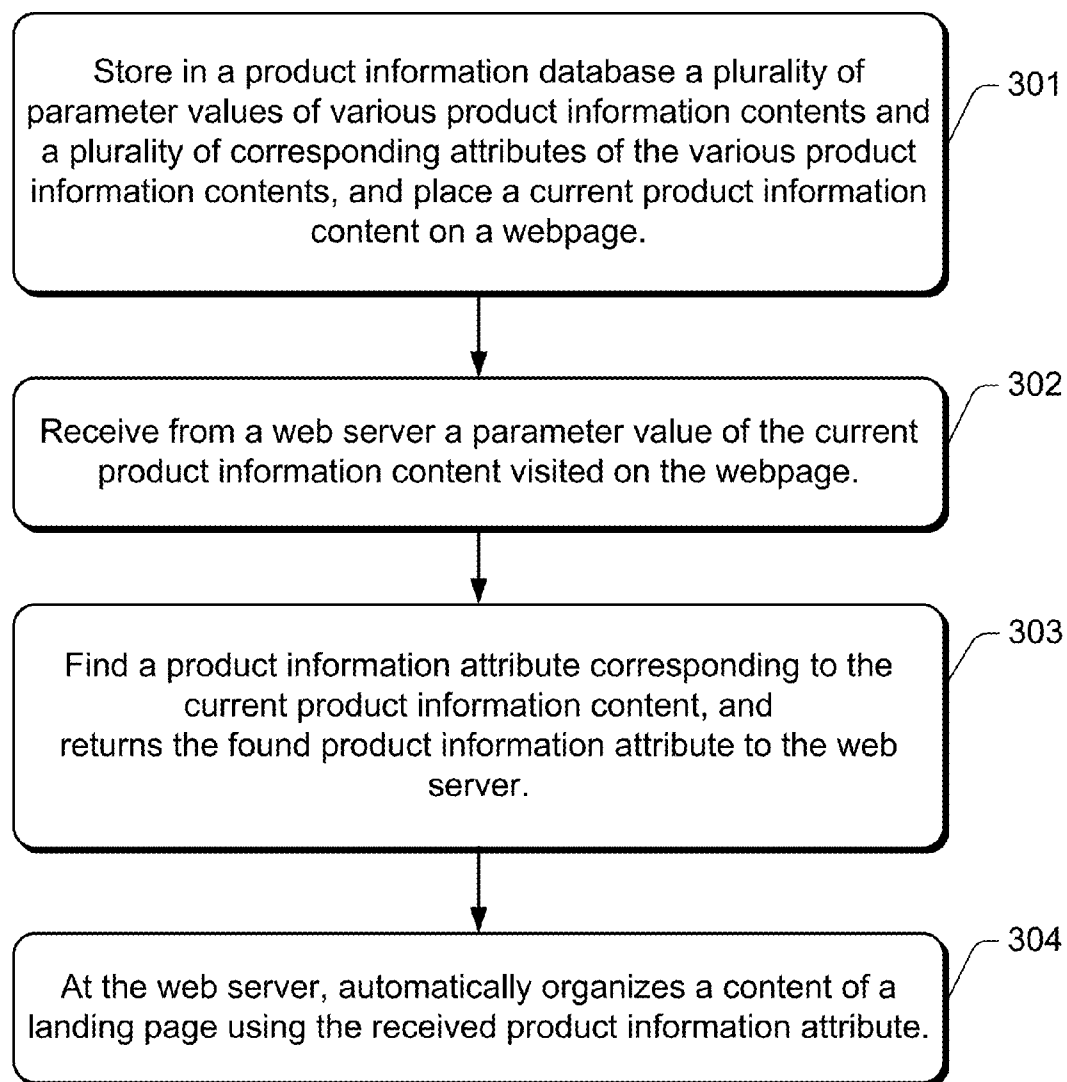 Store in a product information database a plurality of
parameter values of various product information contents and
a plurality of corresponding attributes of the various product
information contents, and place a current product information
content on a webpage.
301
Receive from a web server a parameter value of the current
product information content visited on the webpage.
302
Find a product information attribute corresponding to the
current product information content, and
returns the found product information attribute to the web
server.
303
At the web server, automatically organizes a content of a
landing page using the received product information attribute.
304